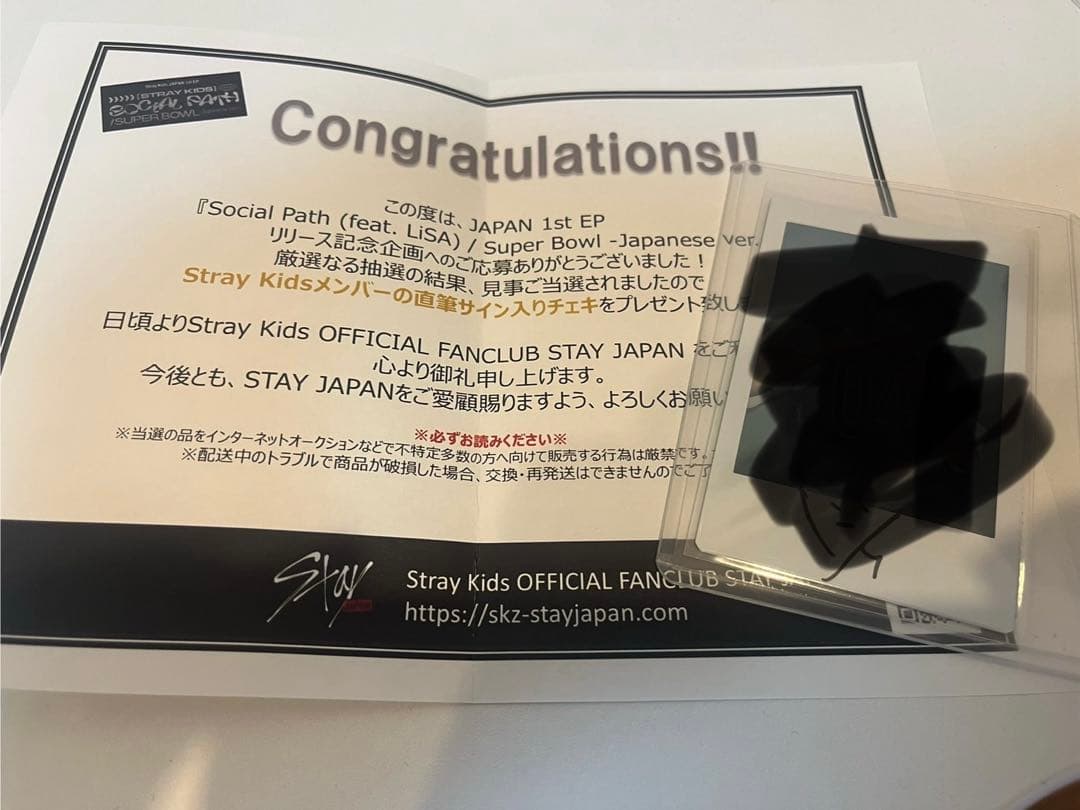 Stray Kids JAPAN 1st EP
[STRAY KIDS]
SOCIAL PATH
/SUPER BOWL
Congratulations!!
この度は、JAPAN 1st EP
『Social Path (feat. LiSA) / Super Bowl -Japanese ver.
リリース記念企画へのご応募ありがとうございました！
厳選なる抽選の結果、見事ご当選されましたので
Stray Kidsメンバーの直筆サイン入りチェキをプレゼント致しま
日頃よりStray Kids OFFICIAL FANCLUB STAY JAPAN をご利
心より御礼申し上げます。
今後とも、STAY JAPANをご愛顧賜りますよう、よろしくお願い
※必ずお読みください※
※当選の品をインターネットオークションなどで不特定多数の方へ向けて販売する行為は厳禁です。
※配送中のトラブルで商品が破損した場合、交換・再発送はできませんのでご了
Stay
JAPAN
Stray Kids OFFICIAL FANCLUB STAY JA
https://skz-stayjapan.com